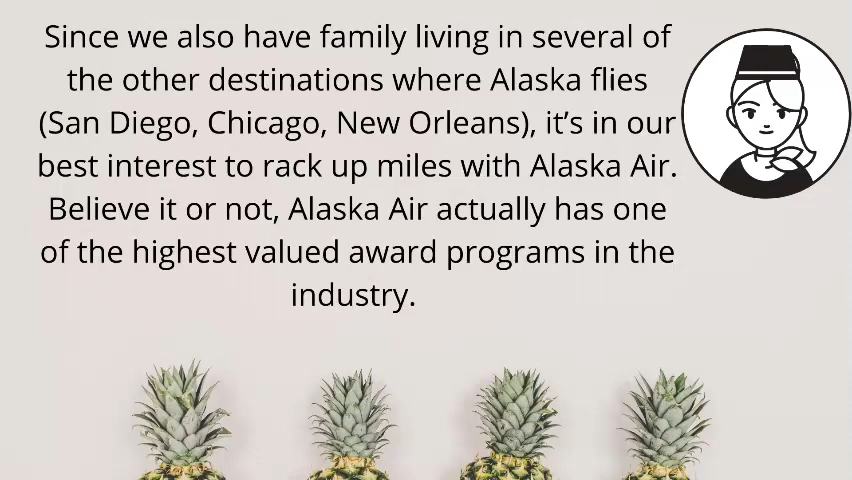 Since we also have family living in several of
the other destinations where Alaska flies
(San Diego, Chicago, New Orleans), it’s in our
best interest to rack up miles with Alaska Air.
Believe it or not, Alaska Air actually has one
of the highest valued award programs in the
industry.